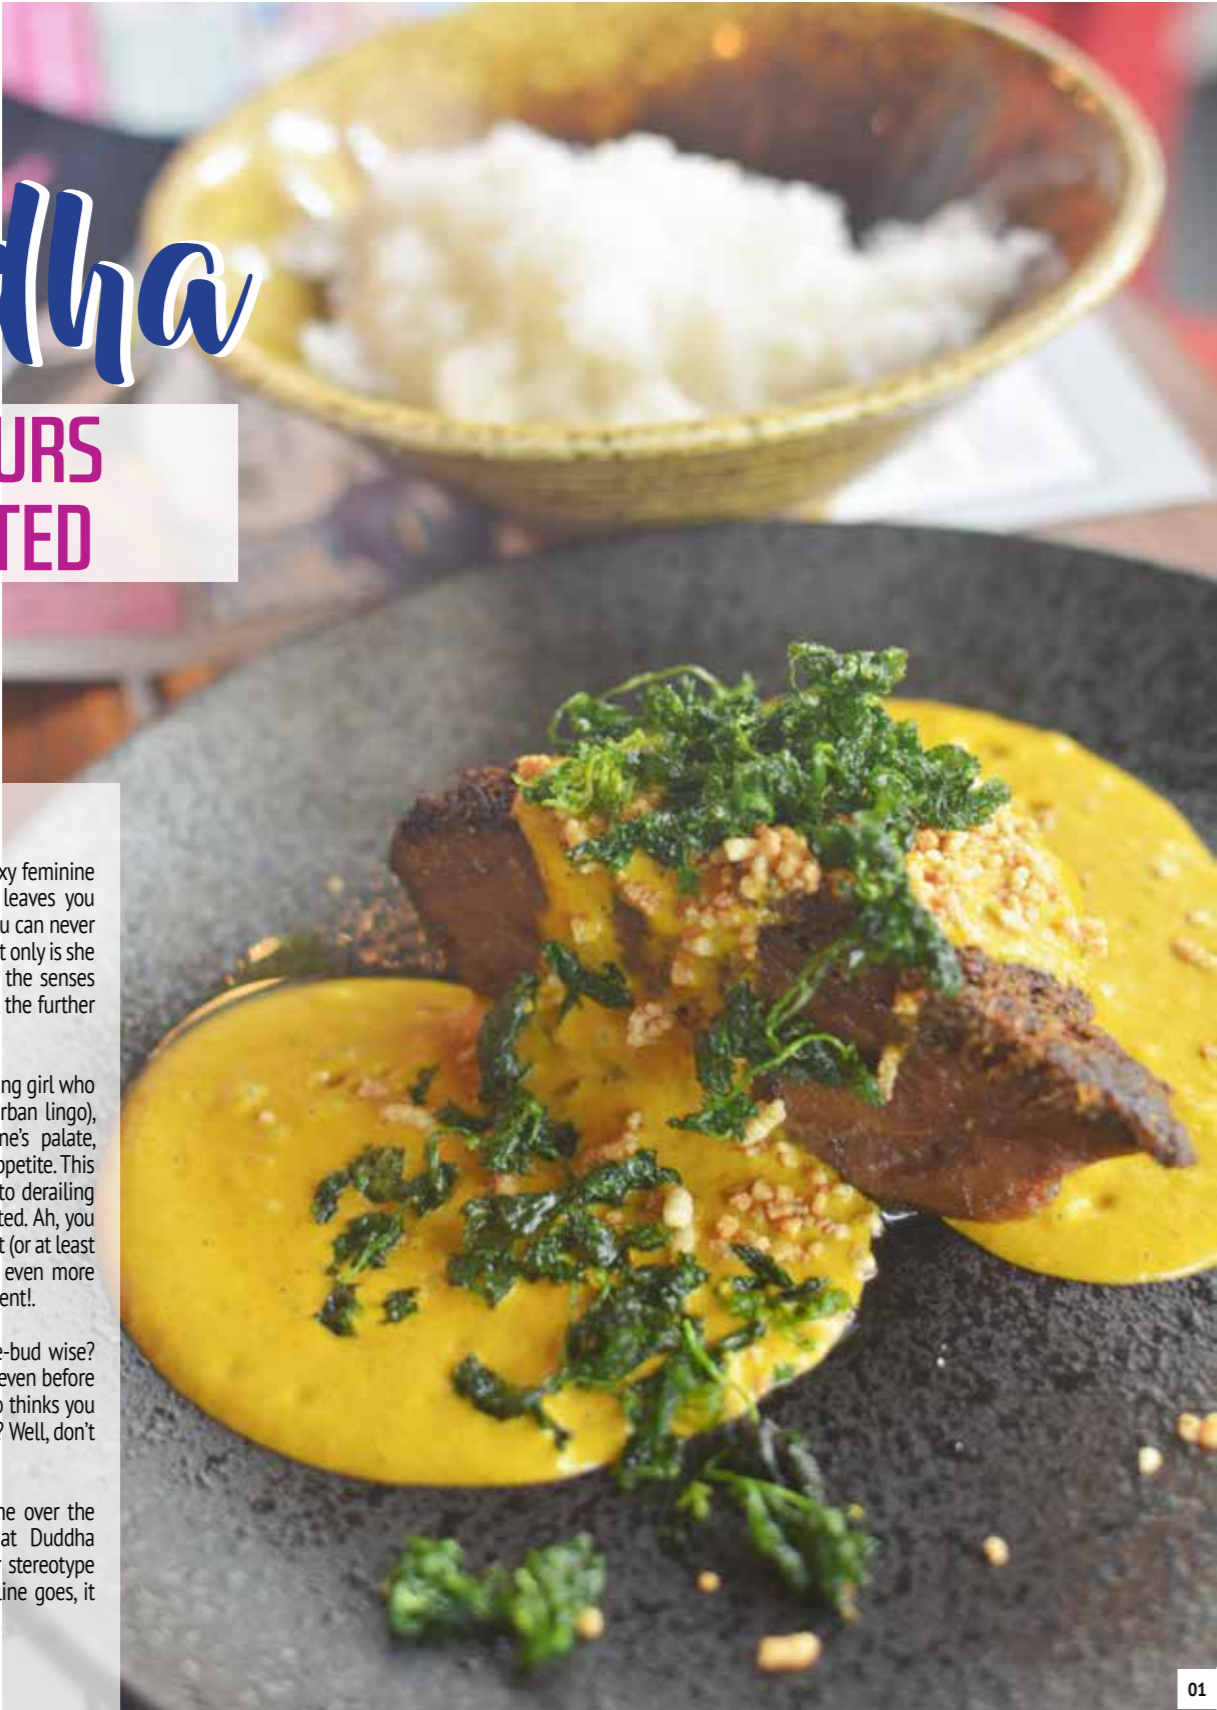 dha
URS
TED
xy feminine
leaves you
u can never
t only is she
the senses
the further
ng girl who
rban lingo),
ne's palate,
ppetite. This
to derailing
ted. Ah, you
t (or at least
even more
ent!.
e-bud wise?
even before
o thinks you
? Well, don't
ne over the
at Duddha
r stereotype
line goes, it
01